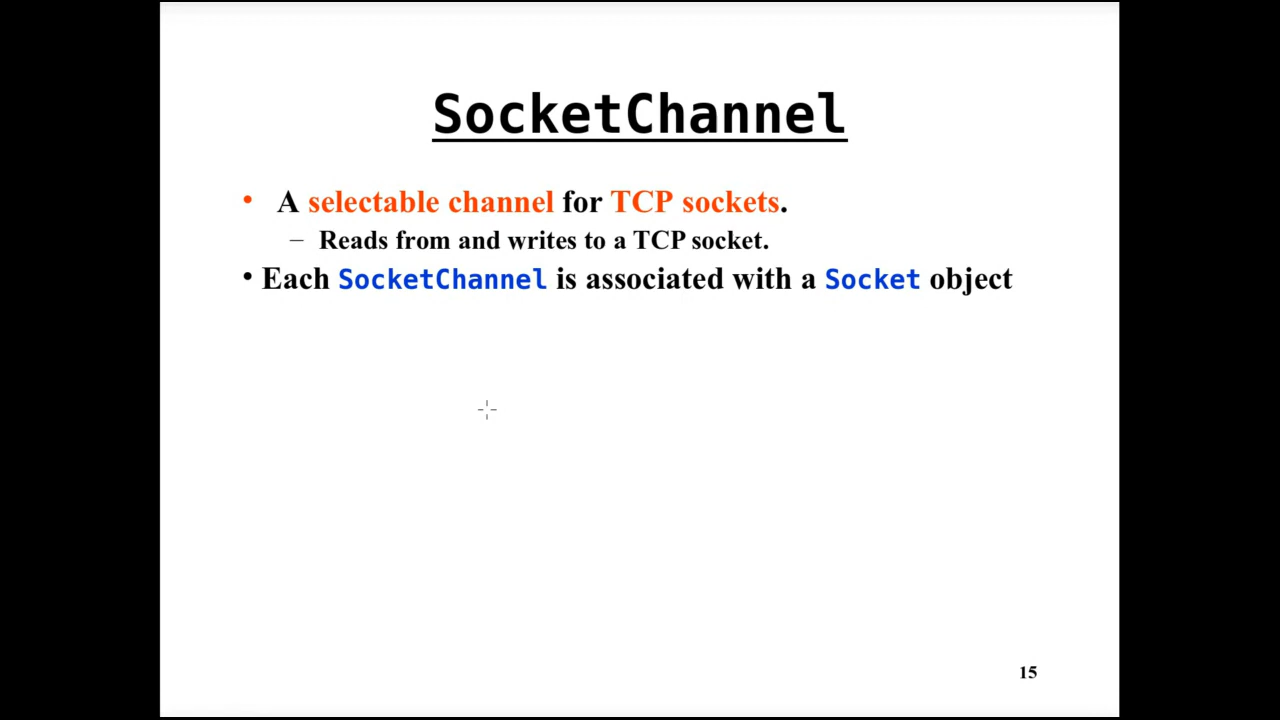 SocketChannel
• A selectable channel for TCP sockets.
– Reads from and writes to a TCP socket.
• Each SocketChannel is associated with a Socket object
15